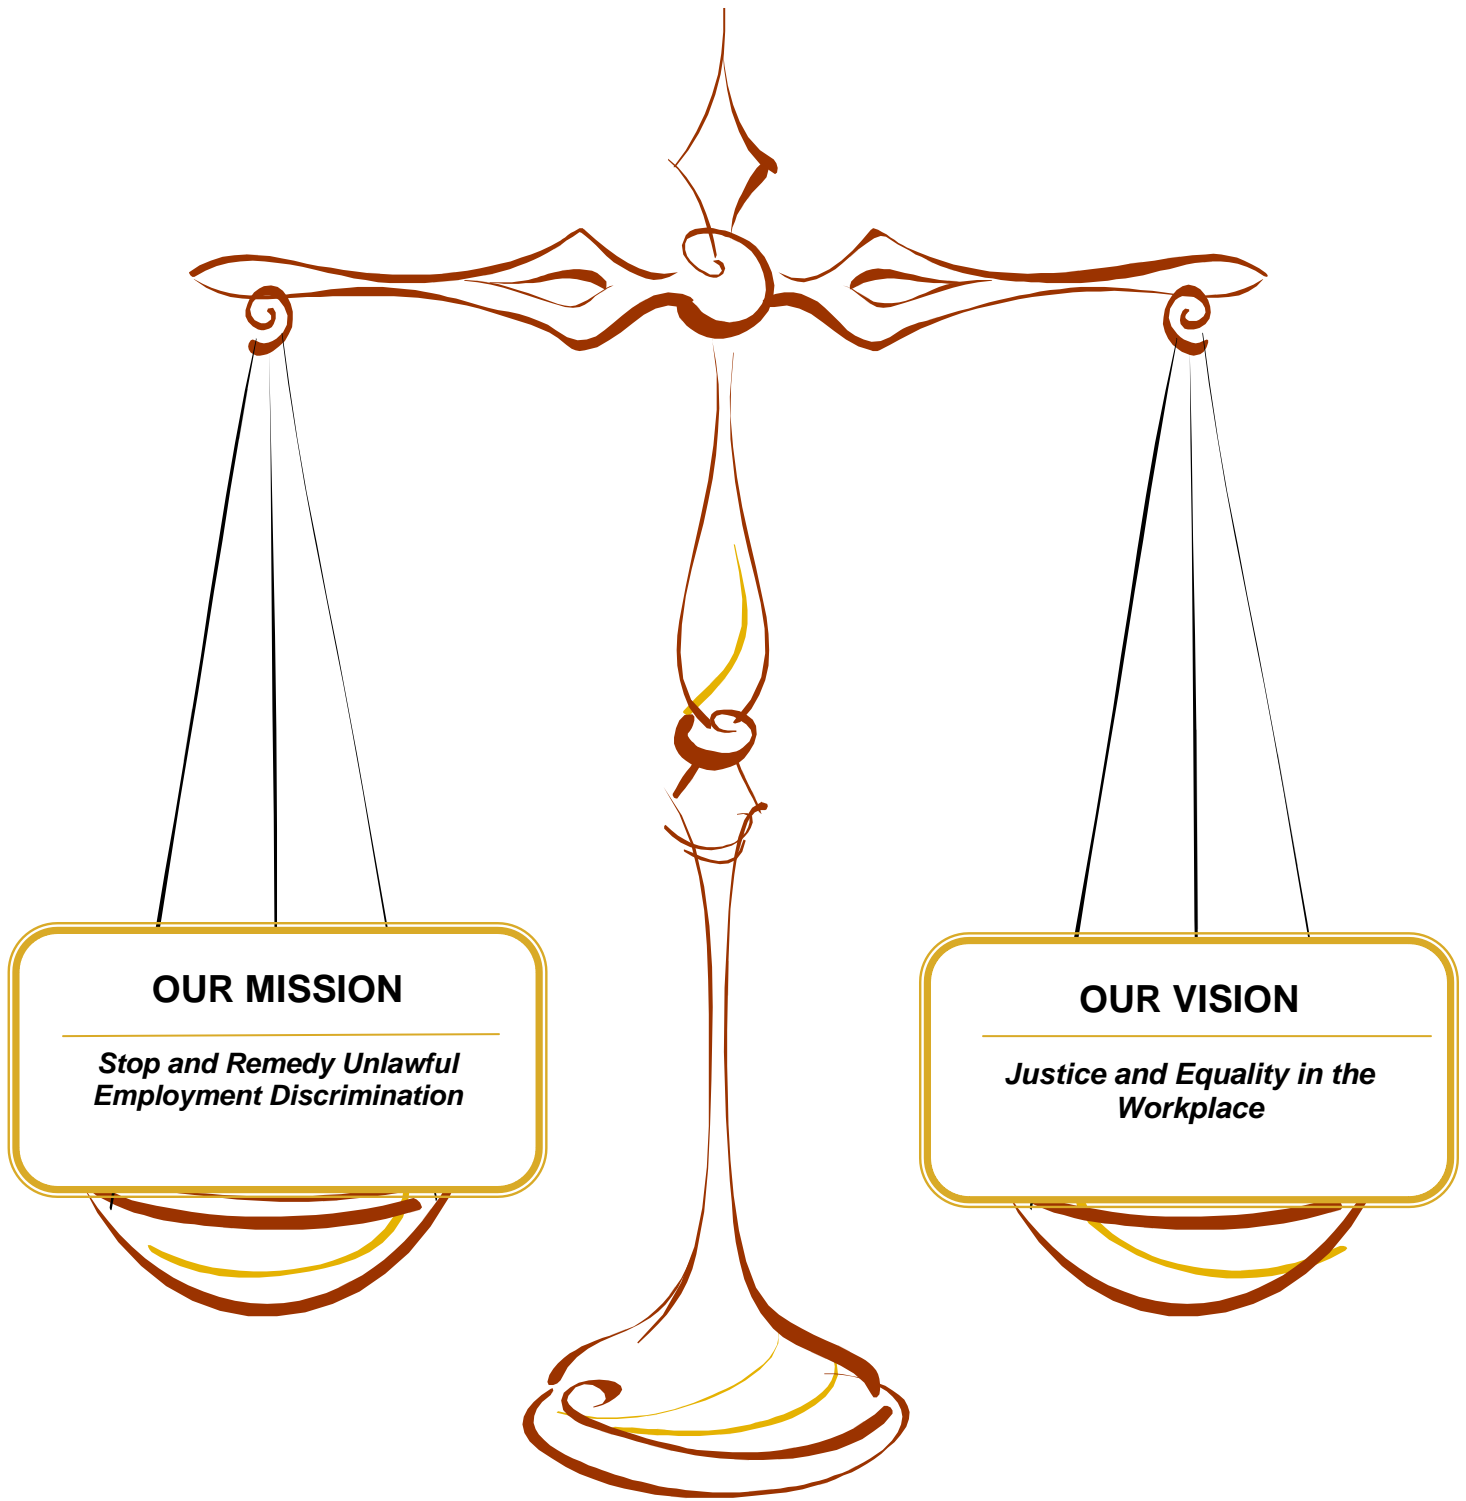 OUR MISSION
Stop and Remedy Unlawful
Employment Discrimination
OUR VISION
Justice and Equality in the
Workplace